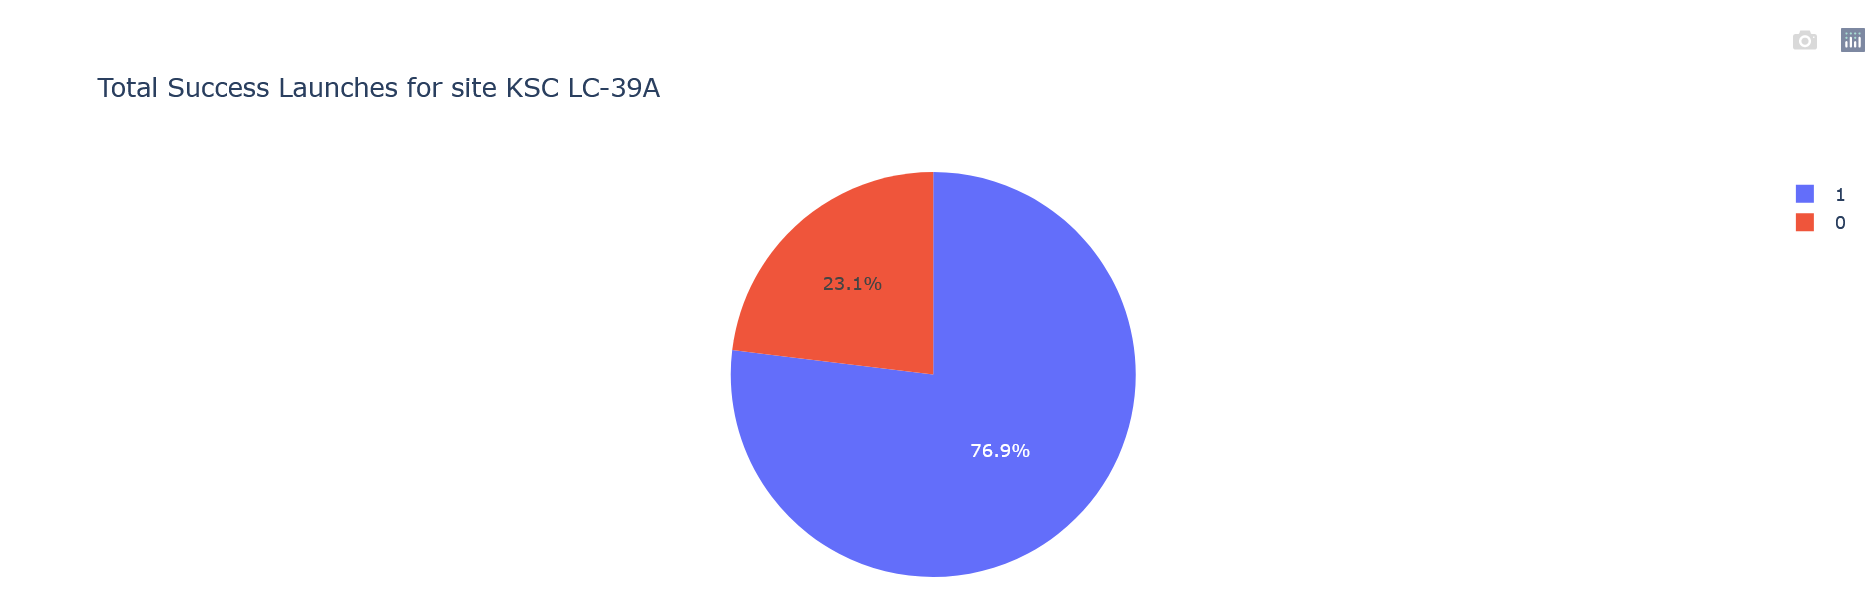 Total Success Launches for site KSC LC-39A
1
0
23.1%
76.9%